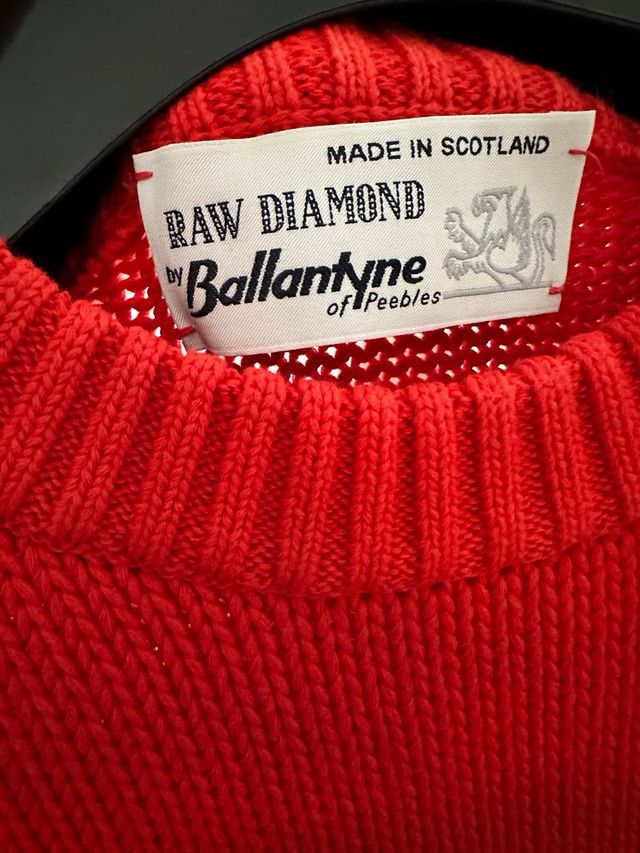 MADE IN SCOTLAND
RAW DIAMOND
by Ballantyne
of Peebles